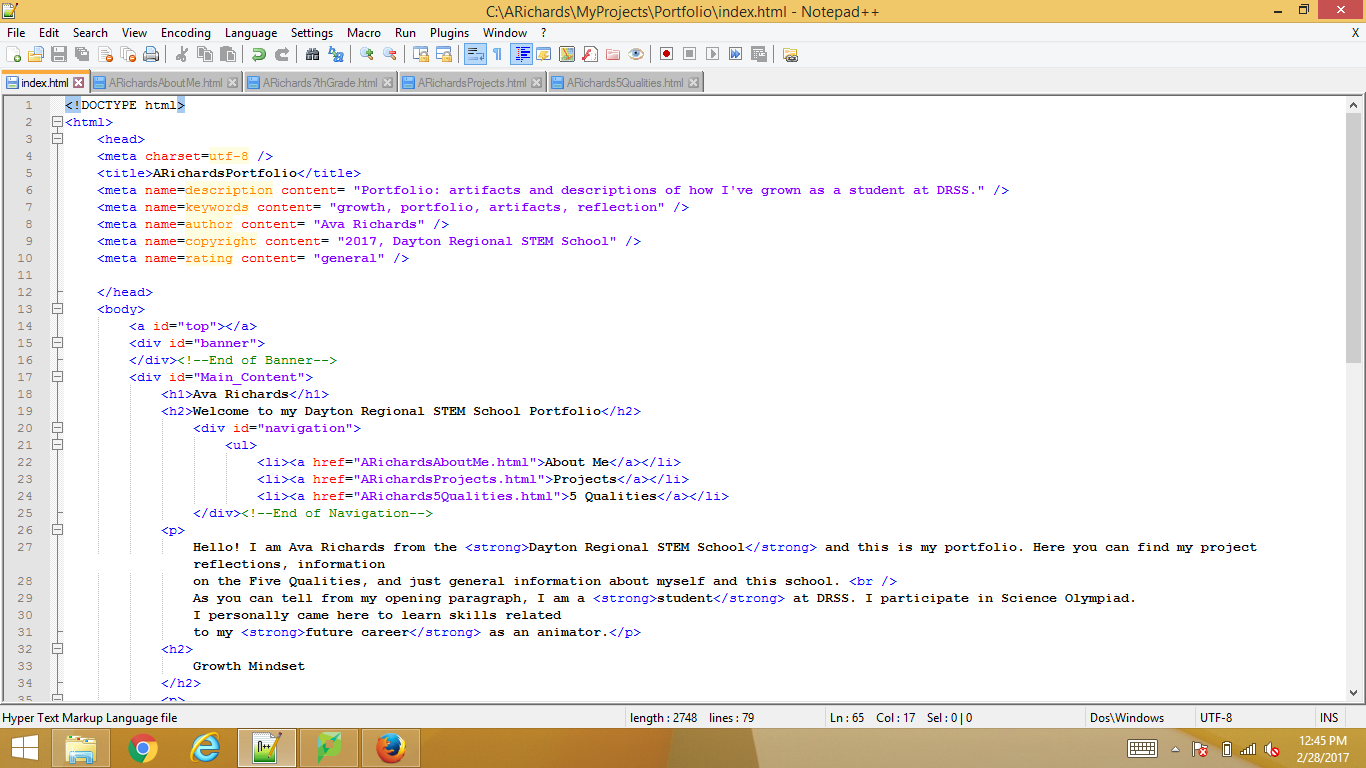 C:\ARichards\MyProjects\Portfolio\index.html - Notepad++
File Edit Search View Encoding Language Settings Macro Run Plugins Window ? X
index.html ARichardsAboutMe.html ARichards7thGrade.html ARichardsProjects.html ARichards5Qualities.html
1 <!DOCTYPE html>
2 <html>
3 <head>
4 <meta charset=utf-8 />
5 <title>ARichardsPortfolio</title>
6 <meta name=description content= "Portfolio: artifacts and descriptions of how I've grown as a student at DRSS." />
7 <meta name=keywords content= "growth, portfolio, artifacts, reflection" />
8 <meta name=author content= "Ava Richards" />
9 <meta name=copyright content= "2017, Dayton Regional STEM School" />
10 <meta name=rating content= "general" />
11
12 </head>
13 <body>
14 <a id="top"></a>
15 <div id="banner">
16 </div><!--End of Banner-->
17 <div id="Main_Content">
18 <h1>Ava Richards</h1>
19 <h2>Welcome to my Dayton Regional STEM School Portfolio</h2>
20 <div id="navigation">
21 <ul>
22 <li><a href="ARichardsAboutMe.html">About Me</a></li>
23 <li><a href="ARichardsProjects.html">Projects</a></li>
24 <li><a href="ARichards5Qualities.html">5 Qualities</a></li>
25 </div><!--End of Navigation-->
26 <p>
27 Hello! I am Ava Richards from the <strong>Dayton Regional STEM School</strong> and this is my portfolio. Here you can find my project
reflections, information
28 on the Five Qualities, and just general information about myself and this school. <br />
29 As you can tell from my opening paragraph, I am a <strong>student</strong> at DRSS. I participate in Science Olympiad.
30 I personally came here to learn skills related
31 to my <strong>future career</strong> as an animator.</p>
32 <h2>
33 Growth Mindset
34 </h2>
35 <p>
Hyper Text Markup Language file length : 2748 lines : 79 Ln : 65 Col : 17 Sel : 0 | 0 Dos\Windows UTF-8 INS
12:45 PM
2/28/2017